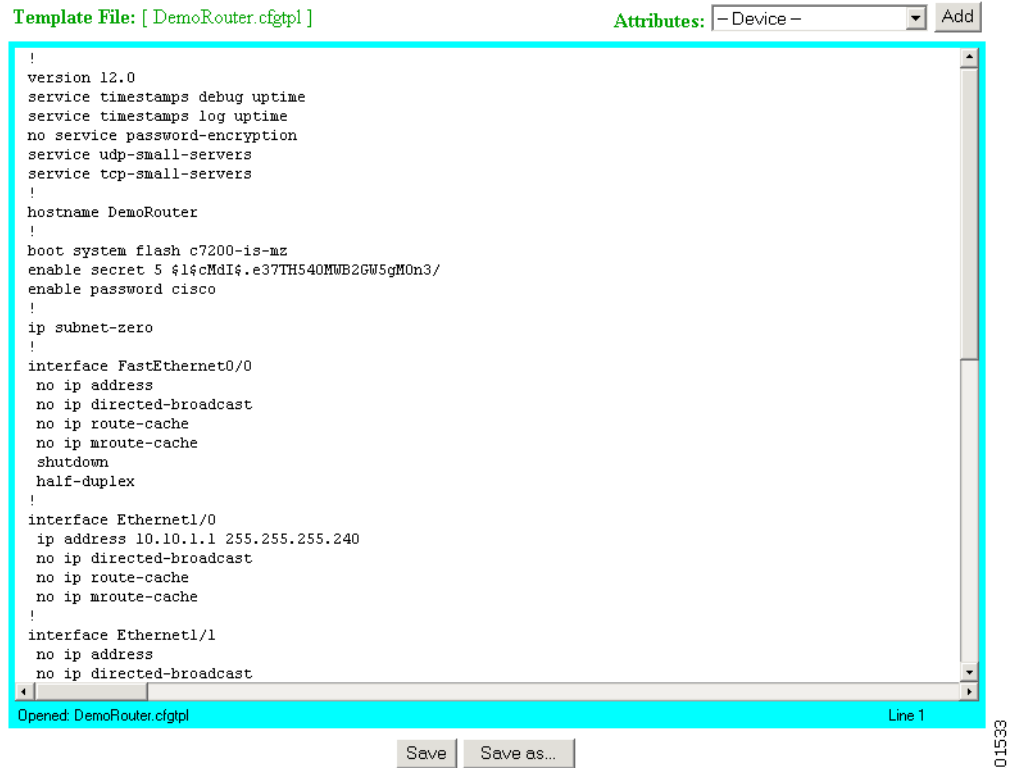 Template File: [ DemoRouter.cfgtpl ]
Attributes: – Device – Add
!
version 12.0
service timestamps debug uptime
service timestamps log uptime
no service password-encryption
service udp-small-servers
service tcp-small-servers
!
hostname DemoRouter
!
boot system flash c7200-is-mz
enable secret 5 $1$cMdI$.e37TH540MWB2GW5gMOn3/
enable password cisco
!
ip subnet-zero
!
interface FastEthernet0/0
no ip address
no ip directed-broadcast
no ip route-cache
no ip mroute-cache
shutdown
half-duplex
!
interface Ethernet1/0
ip address 10.10.1.1 255.255.255.240
no ip directed-broadcast
no ip route-cache
no ip mroute-cache
!
interface Ethernet1/1
no ip address
no ip directed-broadcast
Opened: DemoRouter.cfgtpl
Line 1
Save Save as...
01533